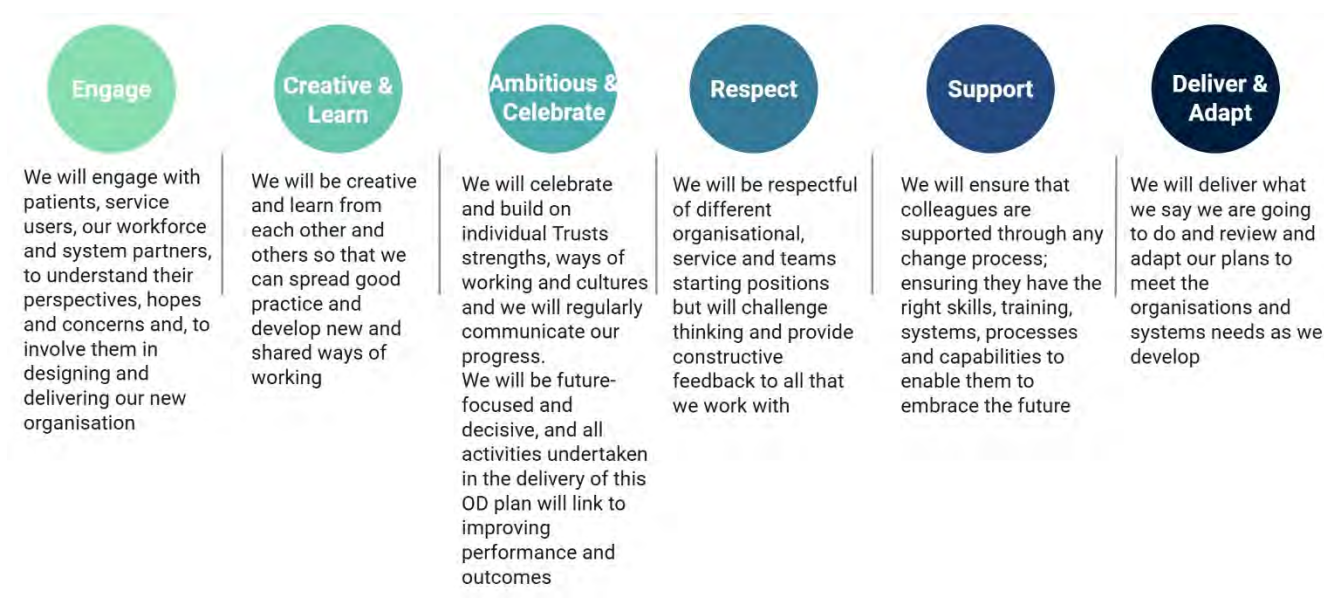 Engage
We will engage with
patients, service
users, our workforce
and system partners,
to understand their
perspectives, hopes
and concerns and, to
involve them in
designing and
delivering our new
organisation
Creative &
Learn
We will be creative
and learn from
each other and
others so that we
can spread good
practice and
develop new and
shared ways of
working
Ambitious &
Celebrate
We will celebrate
and build on
individual Trusts
strengths, ways of
working and cultures
and we will regularly
communicate our
progress.
We will be future-
focused and
decisive, and all
activities undertaken
in the delivery of this
OD plan will link to
improving
performance and
outcomes
Respect
We will be respectful
of different
organisational,
service and teams
starting positions
but will challenge
thinking and provide
constructive
feedback to all that
we work with
Support
We will ensure that
colleagues are
supported through any
change process;
ensuring they have the
right skills, training,
systems, processes
and capabilities to
enable them to
embrace the future
Deliver &
Adapt
We will deliver what
we say we are going
to do and review and
adapt our plans to
meet the
organisations and
systems needs as we
develop